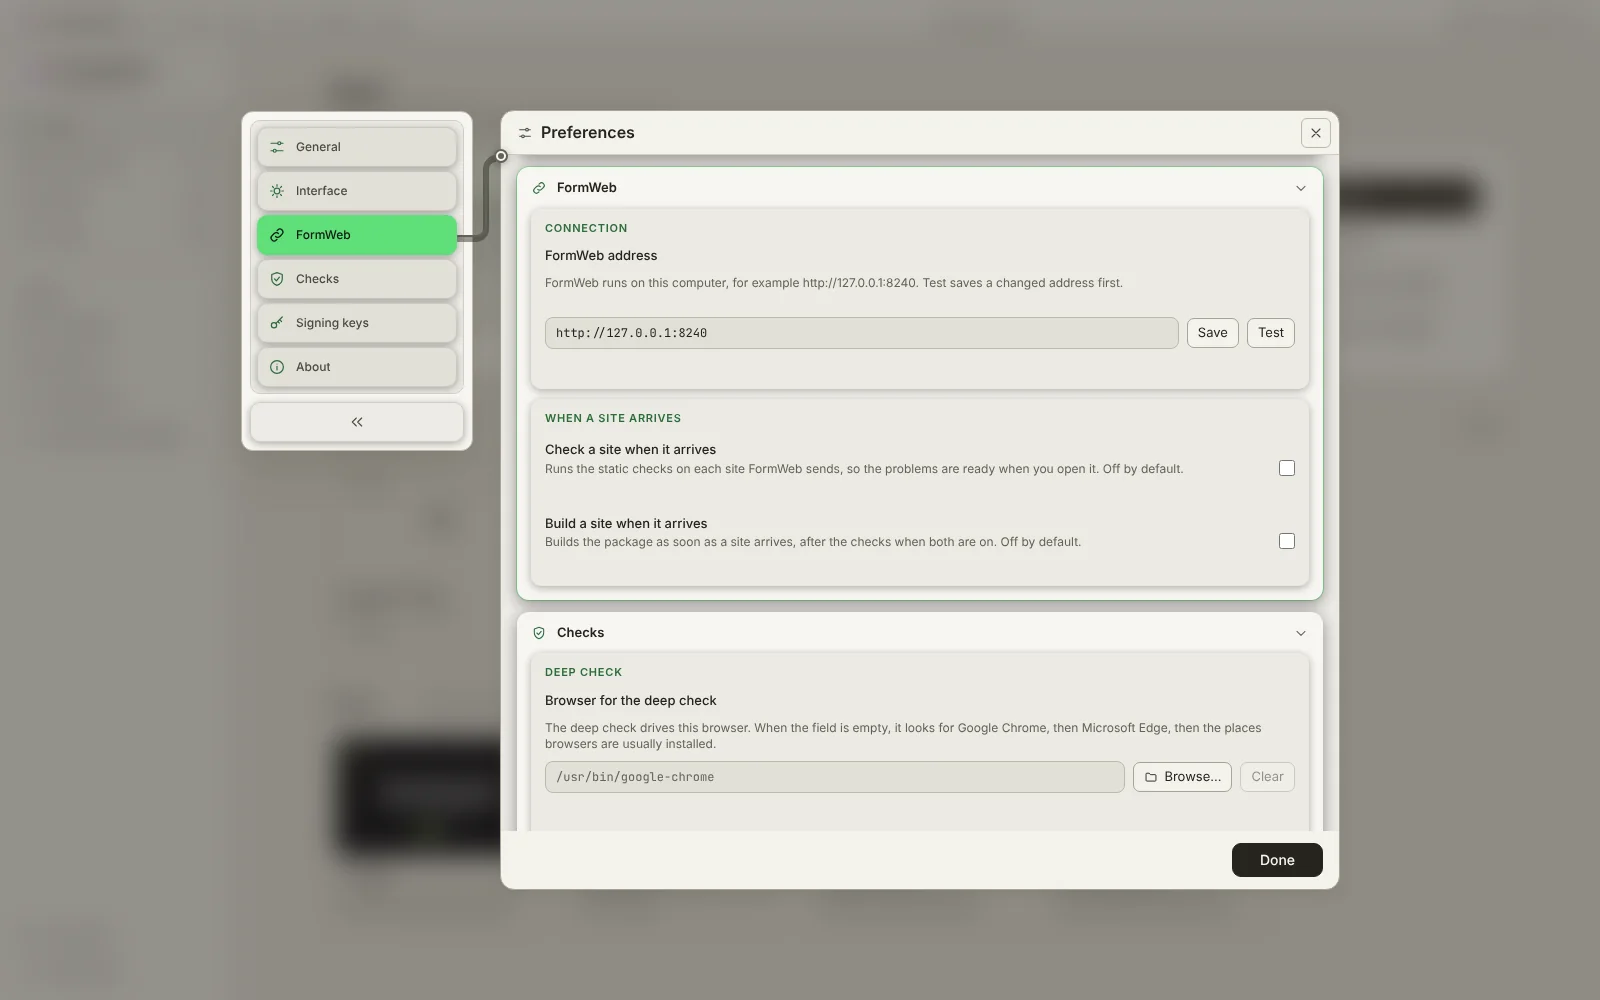 General
Interface
FormWeb
Checks
Signing keys
About
Preferences
FormWeb
CONNECTION
FormWeb address
FormWeb runs on this computer, for example http://127.0.0.1:8240. Test saves a changed address first.
http://127.0.0.1:8240
Save
Test
WHEN A SITE ARRIVES
Check a site when it arrives
Runs the static checks on each site FormWeb sends, so the problems are ready when you open it. Off by default.
Build a site when it arrives
Builds the package as soon as a site arrives, after the checks when both are on. Off by default.
Checks
DEEP CHECK
Browser for the deep check
The deep check drives this browser. When the field is empty, it looks for Google Chrome, then Microsoft Edge, then the places
browsers are usually installed.
/usr/bin/google-chrome
Browse...
Clear
Done